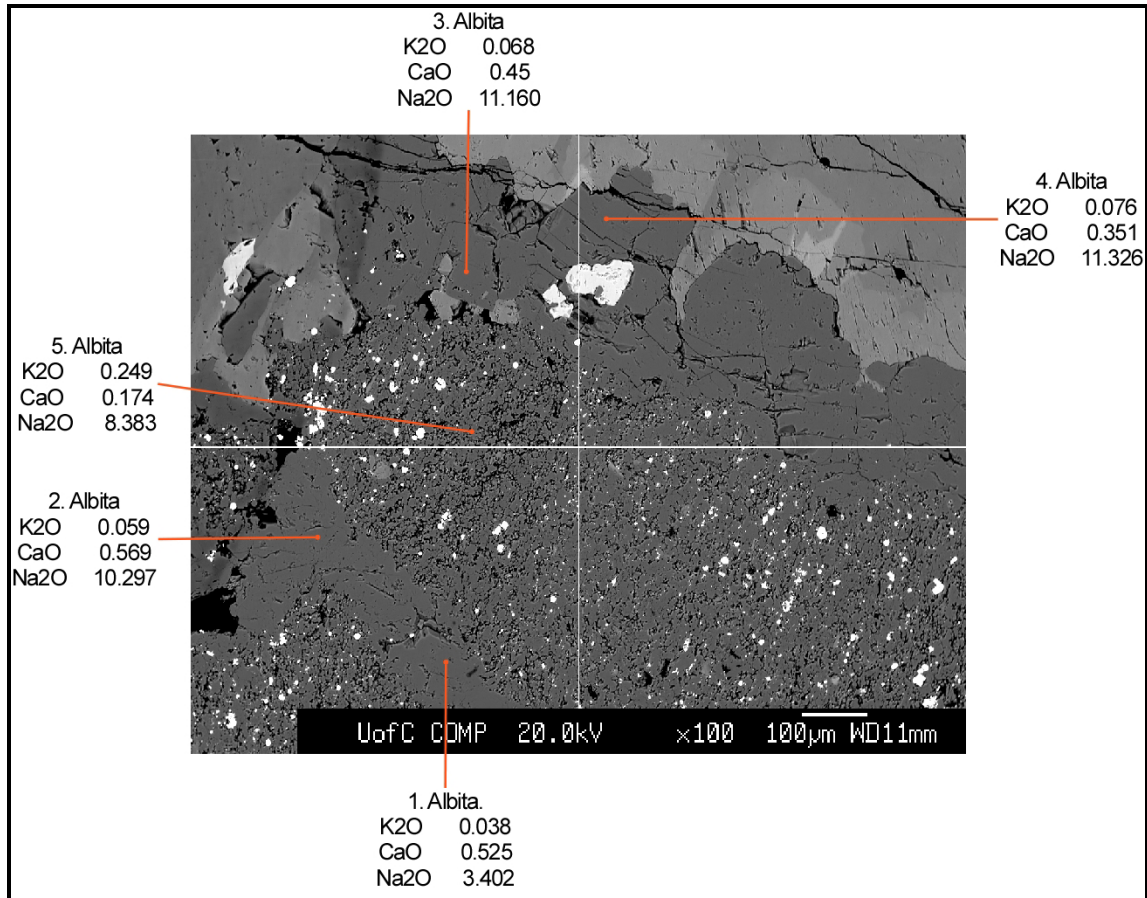 3. Albita
K2O 0.068
CaO 0.45
Na2O 11.160
4. Albita
K2O 0.076
CaO 0.351
Na2O 11.326
5. Albita
K2O 0.249
CaO 0.174
Na2O 8.383
2. Albita
K2O 0.059
CaO 0.569
Na2O 10.297
UofC COMP 20.0kV ×100 100µm WD11mm
1. Albita.
K2O 0.038
CaO 0.525
Na2O 3.402